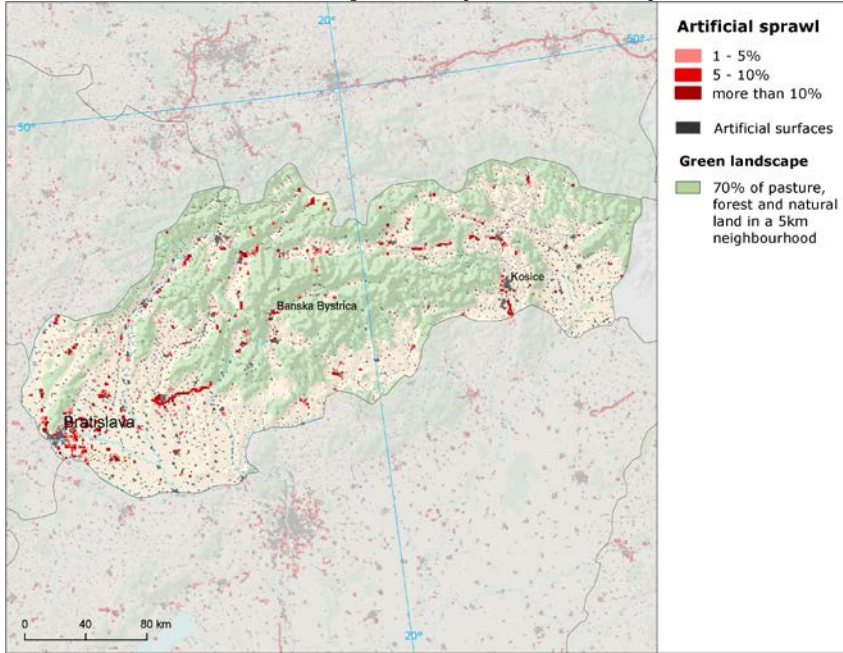 20°
50°
50°
Kosice
Banska Bystrica
Bratislava
20°
0 40 80 km
Artificial sprawl
1 - 5%
5 - 10%
more than 10%
Artificial surfaces
Green landscape
70% of pasture,
forest and natural
land in a 5km
neighbourhood